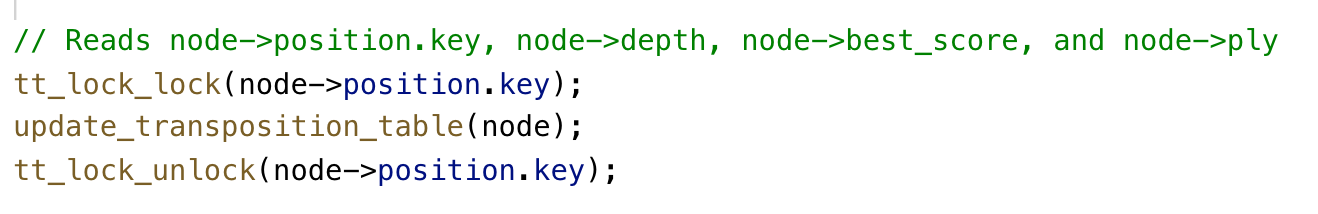 // Reads node->position.key, node->depth, node->best_score, and node->ply
tt_lock_lock(node->position.key);
update_transposition_table(node);
tt_lock_unlock(node->position.key);